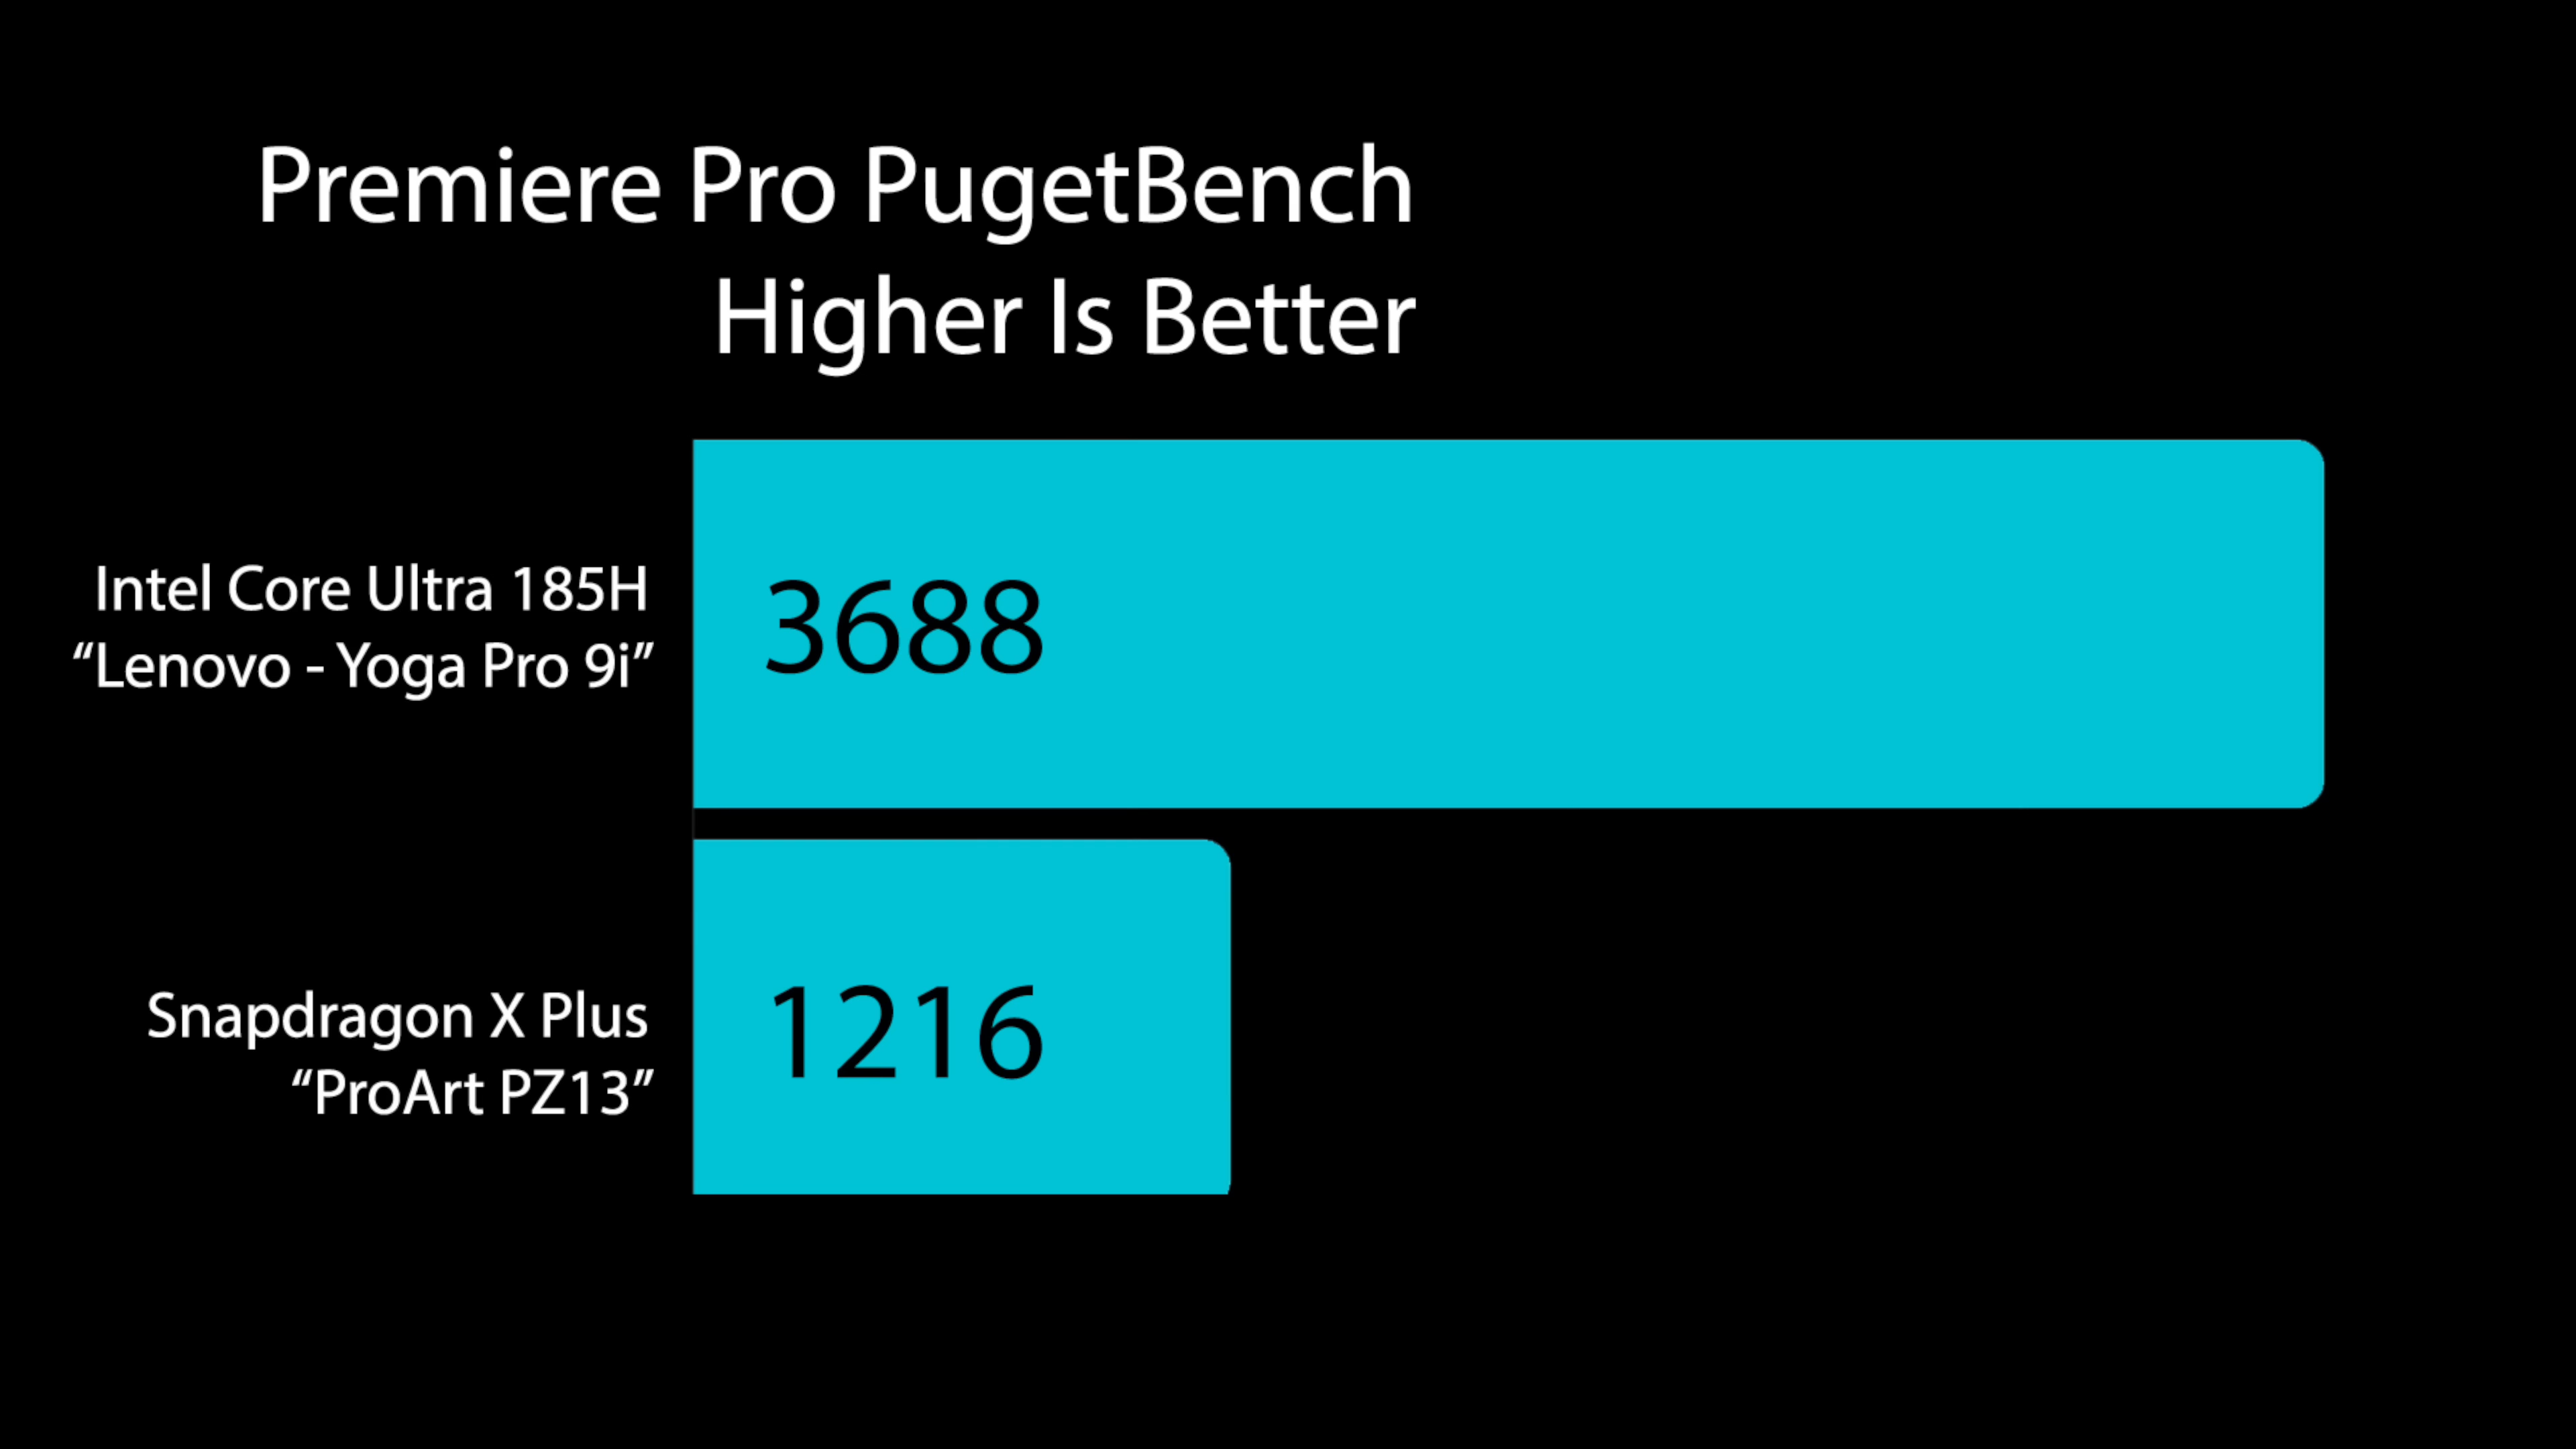 Premiere Pro PugetBench
Higher Is Better
Intel Core Ultra 185H
“Lenovo - Yoga Pro 9i”
3688
Snapdragon X Plus
“ProArt PZ13”
1216